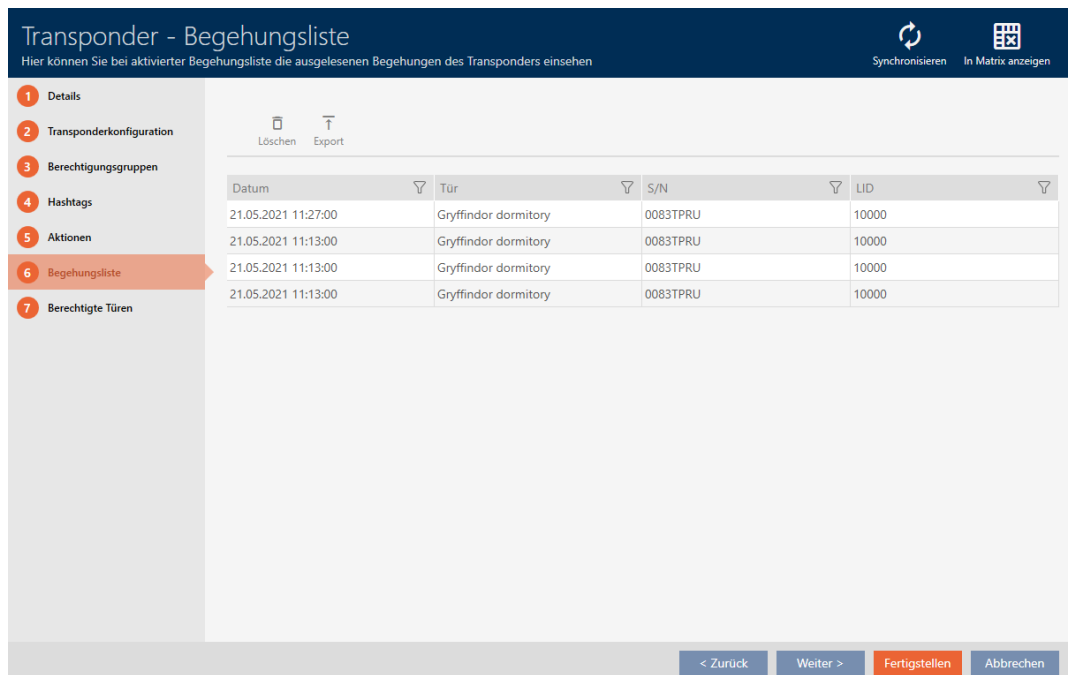 Transponder - Begehungsliste
Hier können Sie bei aktivierter Begehungsliste die ausgelesenen Begehungen des Transponders einsehen
Synchronisieren In Matrix anzeigen
1 Details
2 Transponderkonfiguration
3 Berechtigungsgruppen
4 Hashtags
5 Aktionen
6 Begehungsliste
7 Berechtigte Türen
Löschen Export
Datum Tür S/N LID
21.05.2021 11:27:00 Gryffindor dormitory 0083TPRU 10000
21.05.2021 11:13:00 Gryffindor dormitory 0083TPRU 10000
21.05.2021 11:13:00 Gryffindor dormitory 0083TPRU 10000
21.05.2021 11:13:00 Gryffindor dormitory 0083TPRU 10000
< Zurück Weiter > Fertigstellen Abbrechen